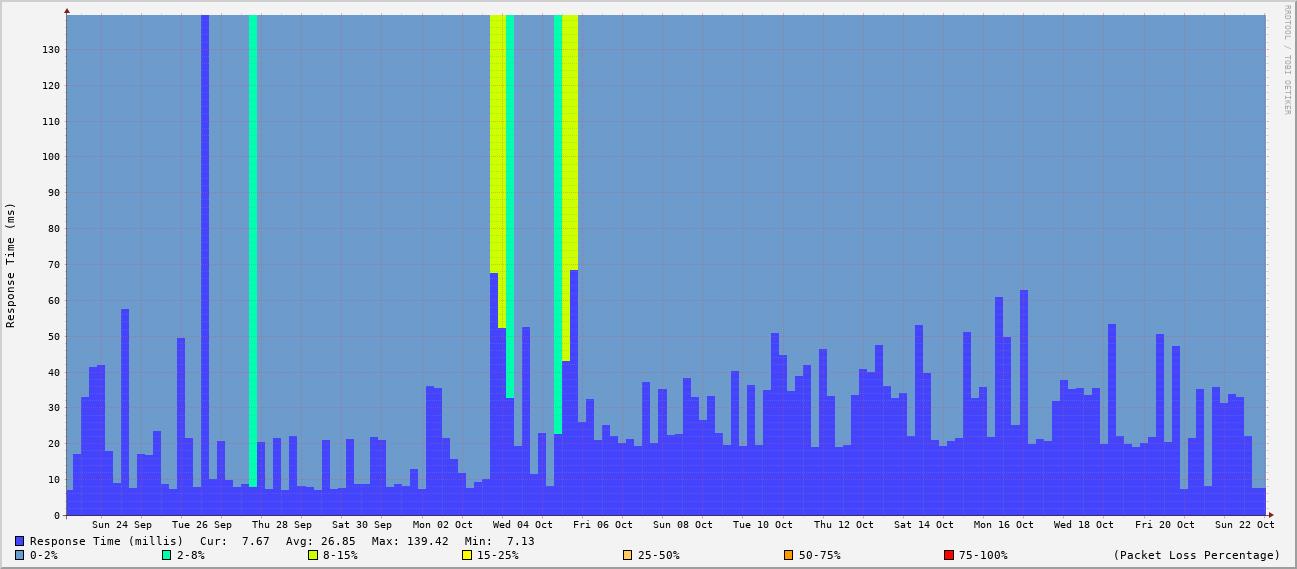 RRDTOOL / TOBI OETIKER
Response Time (ms)
130
120
110
100
90
80
70
60
50
40
30
20
10
0
Sun 24 Sep Tue 26 Sep Thu 28 Sep Sat 30 Sep Mon 02 Oct Wed 04 Oct Fri 06 Oct Sun 08 Oct Tue 10 Oct Thu 12 Oct Sat 14 Oct Mon 16 Oct Wed 18 Oct Fri 20 Oct Sun 22 Oct
Response Time (millis) Cur: 7.67 Avg: 26.85 Max: 139.42 Min: 7.13
0-2% 2-8% 8-15% 15-25% 25-50% 50-75% 75-100% (Packet Loss Percentage)